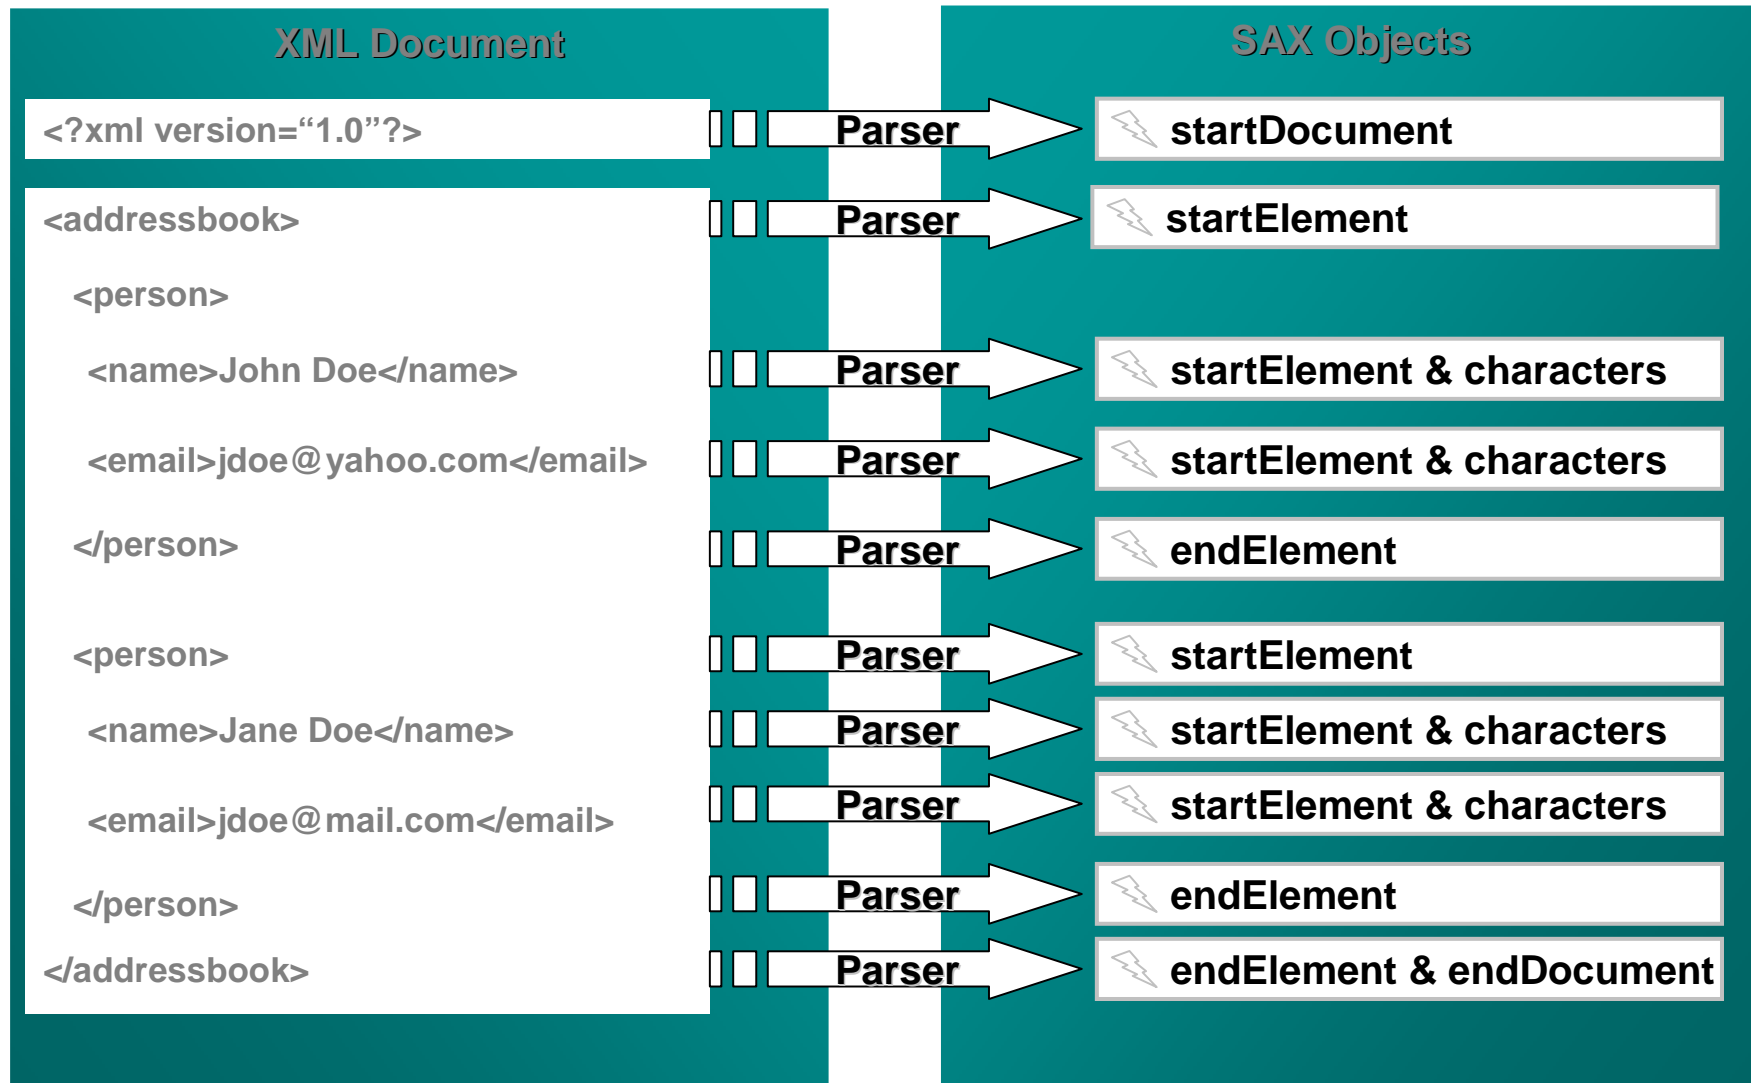 XML Document
SAX Objects
<?xml version=“1.0”?>
Parser
startDocument
<addressbook>
Parser
startElement
<person>
<name>John Doe</name>
Parser
startElement & characters
<email>jdoe@yahoo.com</email>
Parser
startElement & characters
</person>
Parser
endElement
<person>
Parser
startElement
<name>Jane Doe</name>
Parser
startElement & characters
<email>jdoe@mail.com</email>
Parser
startElement & characters
</person>
Parser
endElement
</addressbook>
Parser
endElement & endDocument